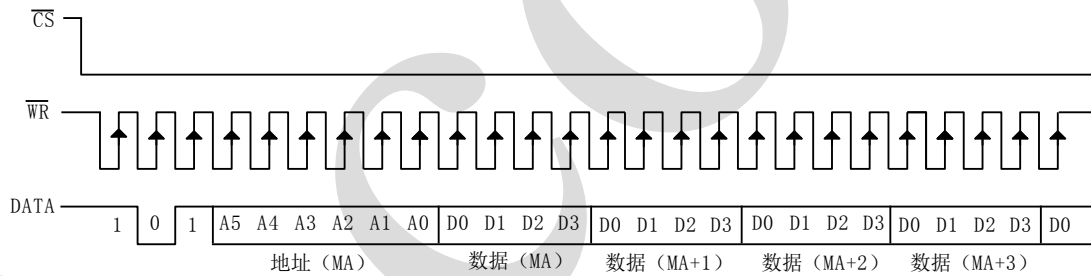 CS
WR
DATA 1 0 1 A5 A4 A3 A2 A1 A0 D0 D1 D2 D3 D0 D1 D2 D3 D0 D1 D2 D3 D0 D1 D2 D3 D0
地址（MA） 数据（MA） 数据（MA+1） 数据（MA+2） 数据（MA+3）